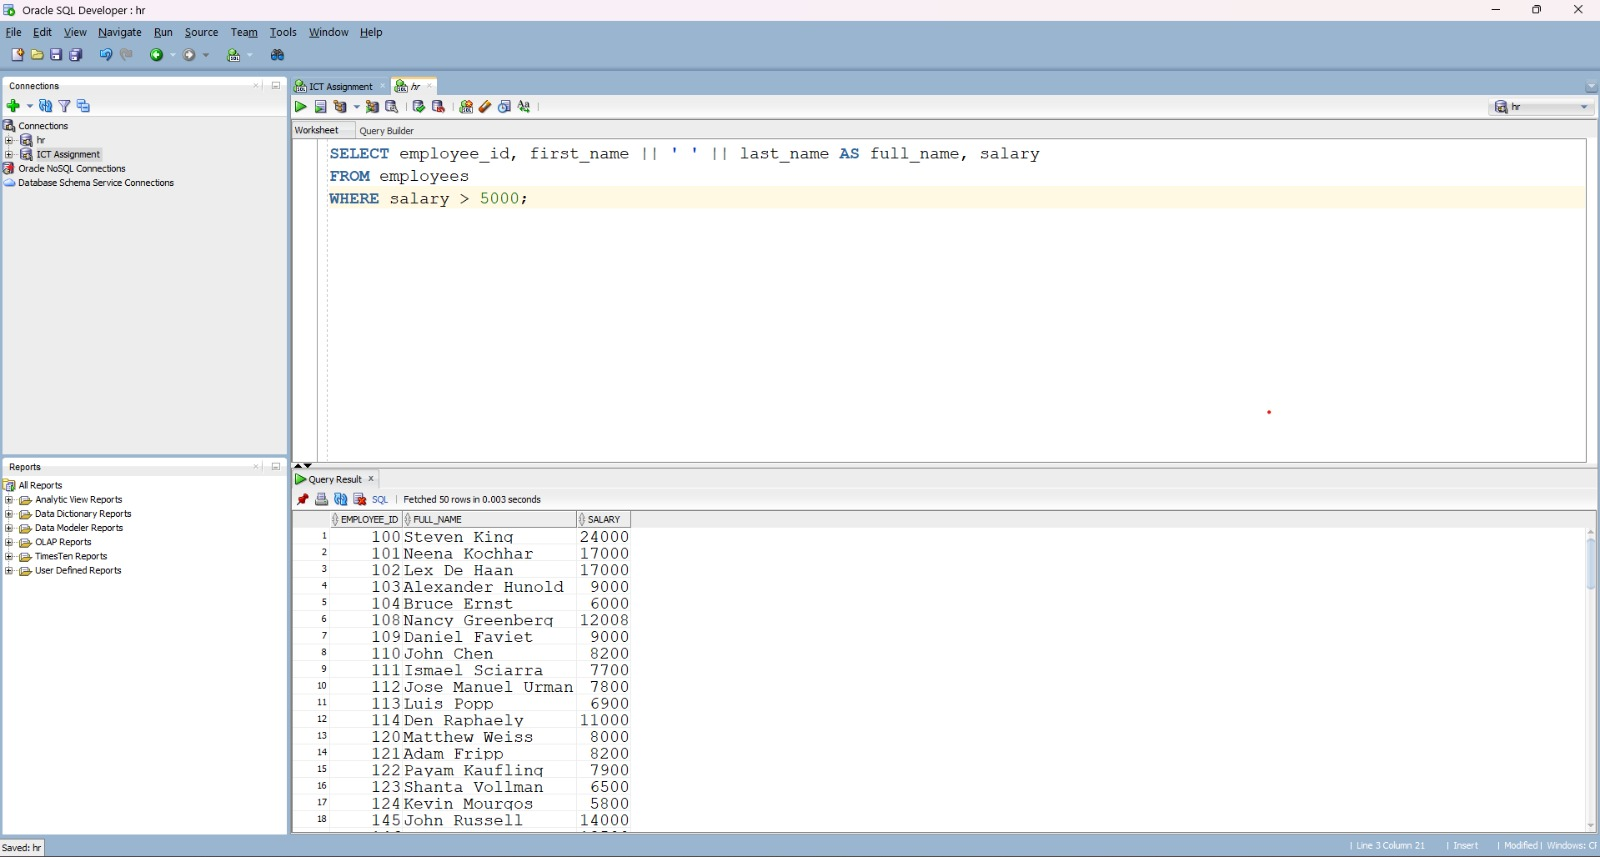 Oracle SQL Developer : hr
File Edit View Navigate Run Source Team Tools Window Help
Connections
Connections
hr
ICT Assignment
Oracle NoSQL Connections
Database Schema Service Connections
Reports
All Reports
Analytic View Reports
Data Dictionary Reports
Data Modeler Reports
OLAP Reports
TimesTen Reports
User Defined Reports
ICT Assignment hr
hr
Worksheet Query Builder
SELECT employee_id, first_name || ' ' || last_name AS full_name, salary
FROM employees
WHERE salary > 5000;
Query Result
SQL | Fetched 50 rows in 0.003 seconds
EMPLOYEE_ID FULL_NAME SALARY
1 100 Steven King 24000
2 101 Neena Kochhar 17000
3 102 Lex De Haan 17000
4 103 Alexander Hunold 9000
5 104 Bruce Ernst 6000
6 108 Nancy Greenberg 12008
7 109 Daniel Faviet 9000
8 110 John Chen 8200
9 111 Ismael Sciarra 7700
10 112 Jose Manuel Urman 7800
11 113 Luis Popp 6900
12 114 Den Raphaely 11000
13 120 Matthew Weiss 8000
14 121 Adam Fripp 8200
15 122 Payam Kaufling 7900
16 123 Shanta Vollman 6500
17 124 Kevin Mourgos 5800
18 145 John Russell 14000
Saved: hr
| Line 3 Column 21 | Insert | Modified | Windows: